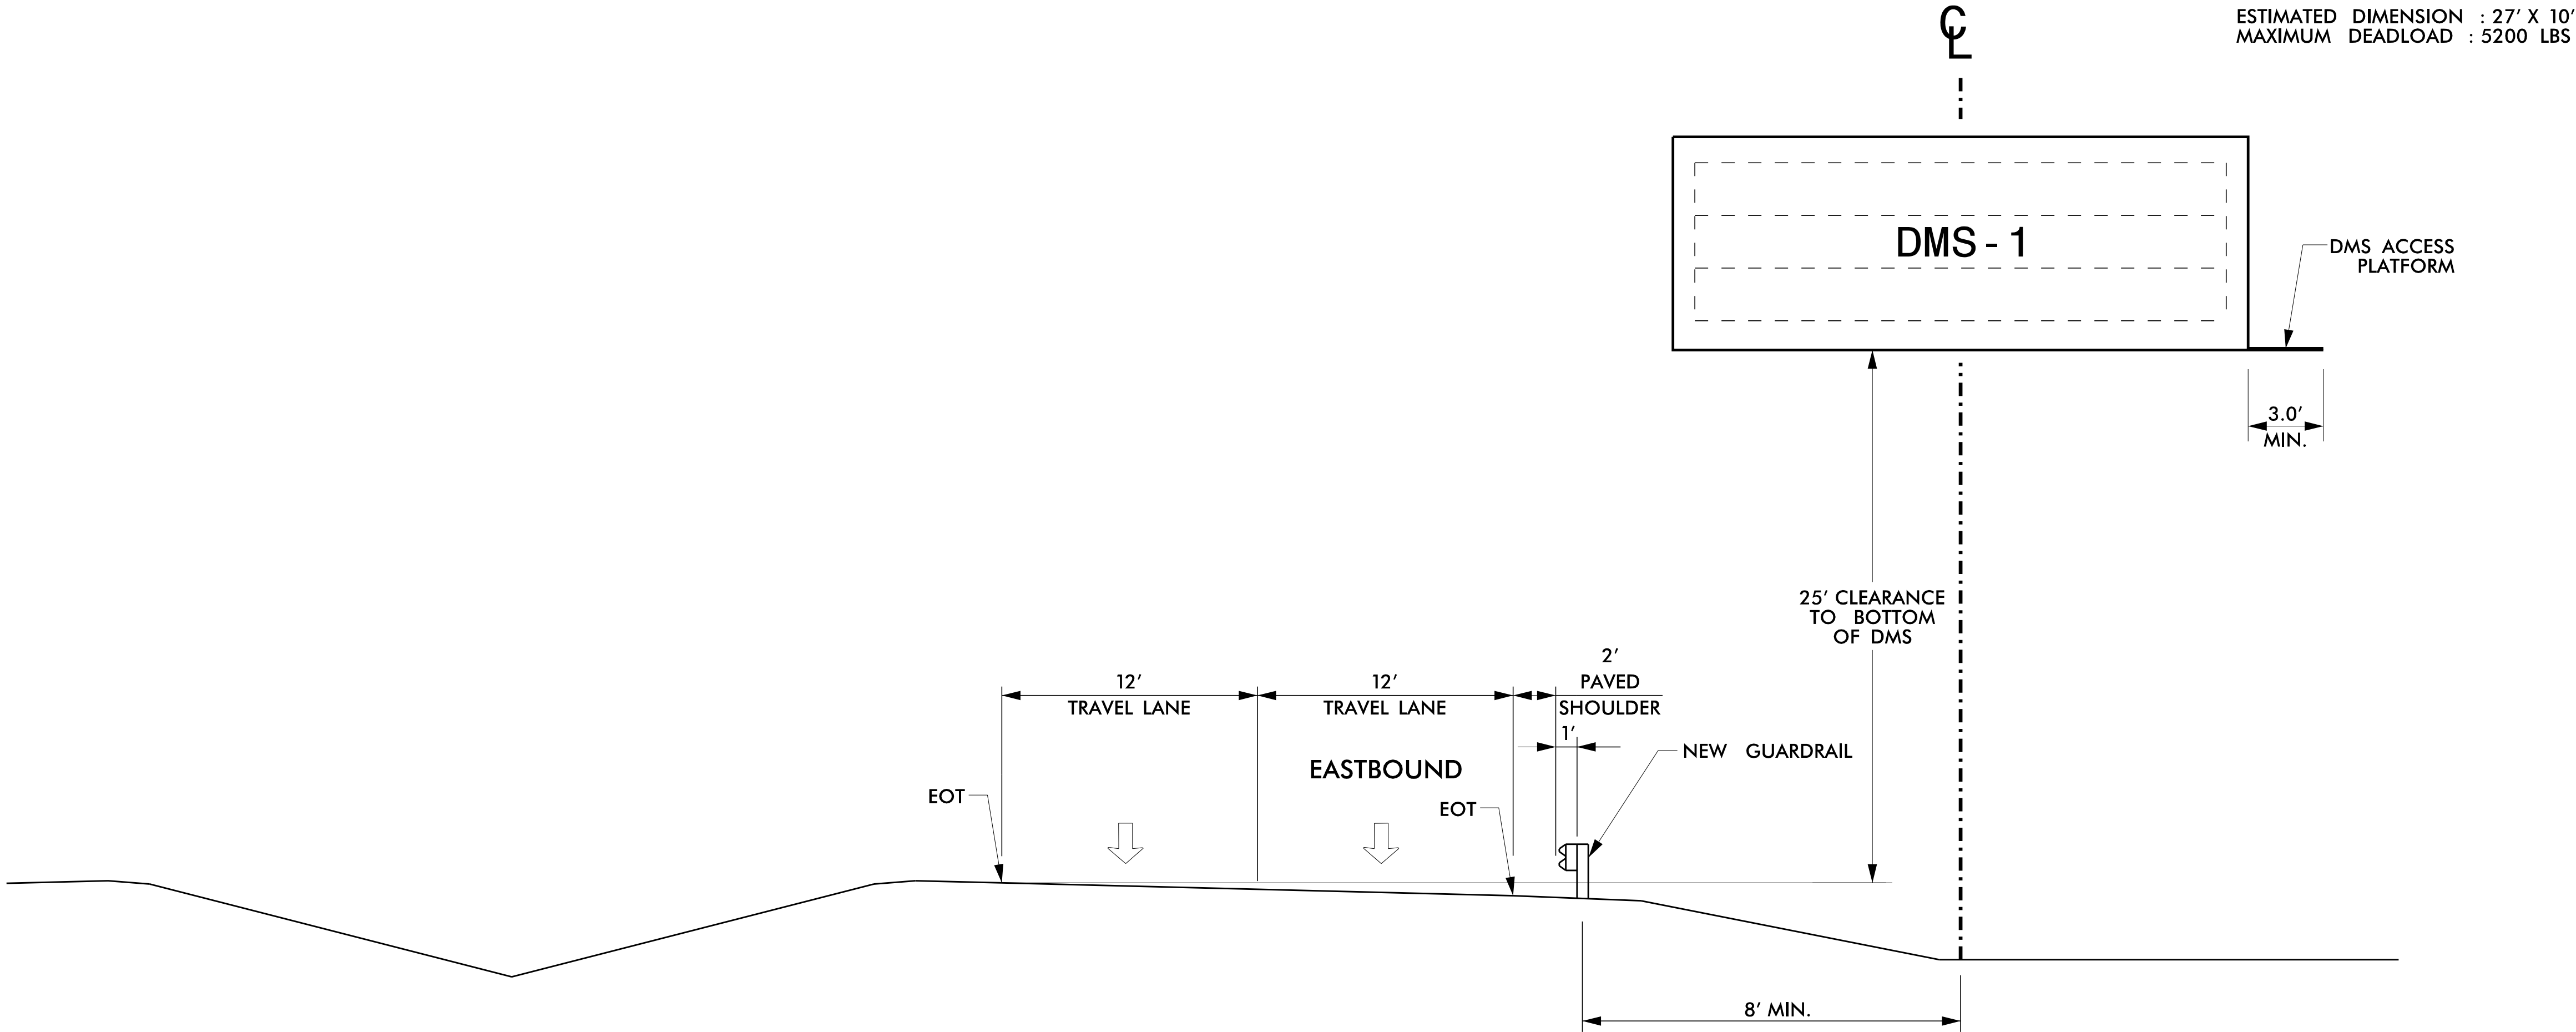 ℄
ESTIMATED DIMENSION : 27' X 10'
MAXIMUM DEADLOAD : 5200 LBS
DMS-1
DMS ACCESS
PLATFORM
3.0'
MIN.
25' CLEARANCE
TO BOTTOM
OF DMS
12'
TRAVEL LANE
12'
TRAVEL LANE
2'
PAVED
SHOULDER
1'
NEW GUARDRAIL
EASTBOUND
EOT
EOT
8' MIN.